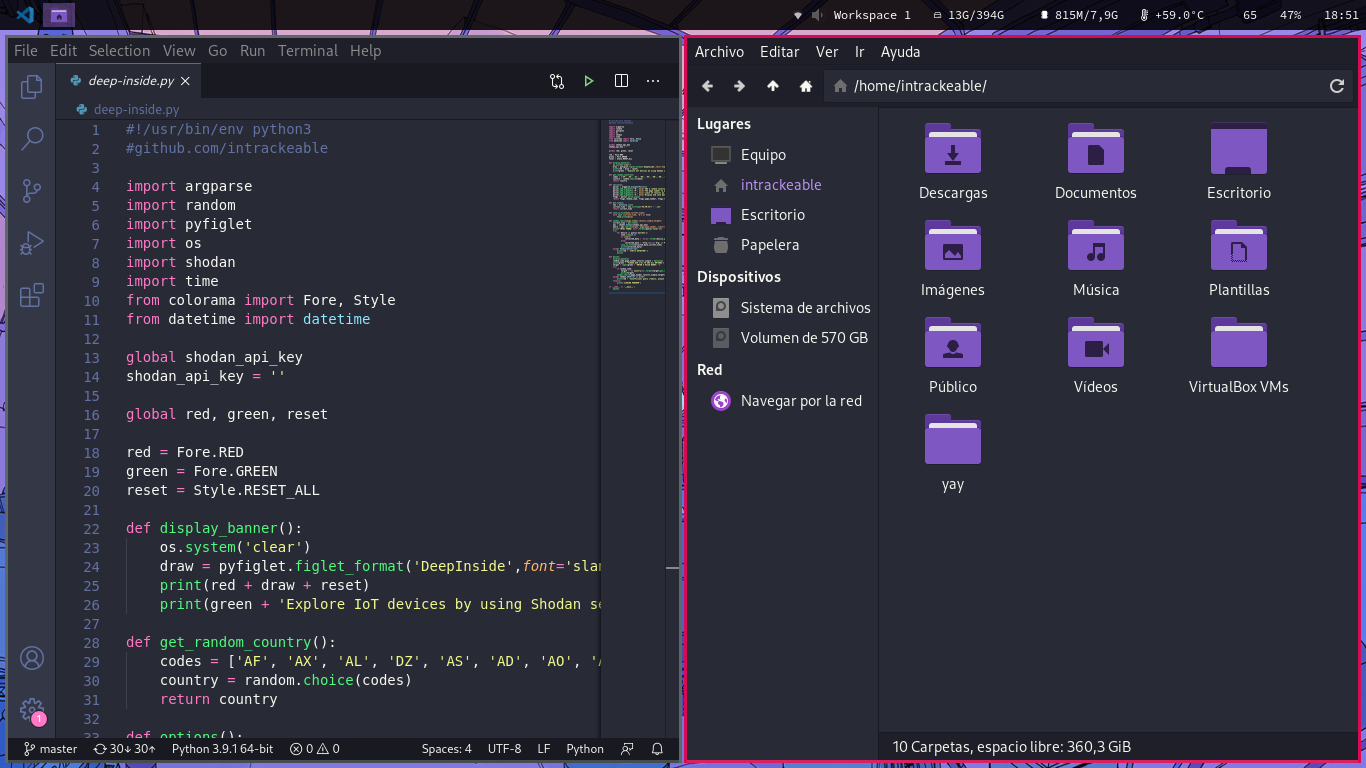 Workspace 1 13G/394G 815M/7,9G +59.0°C 65 47% 18:51
File Edit Selection View Go Run Terminal Help
deep-inside.py
deep-inside.py
1 #!/usr/bin/env python3
2 #github.com/intrackeable
3
4 import argparse
5 import random
6 import pyfiglet
7 import os
8 import shodan
9 import time
10 from colorama import Fore, Style
11 from datetime import datetime
12
13 global shodan_api_key
14 shodan_api_key = ''
15
16 global red, green, reset
17
18 red = Fore.RED
19 green = Fore.GREEN
20 reset = Style.RESET_ALL
21
22 def display_banner():
23 os.system('clear')
24 draw = pyfiglet.figlet_format('DeepInside',font='slan
25 print(red + draw + reset)
26 print(green + 'Explore IoT devices by using Shodan se
27
28 def get_random_country():
29 codes = ['AF', 'AX', 'AL', 'DZ', 'AS', 'AD', 'AO', '
30 country = random.choice(codes)
31 return country
32
33 def options():
1
master 30↓ 30↑ Python 3.9.1 64-bit 0 0 Spaces: 4 UTF-8 LF Python
Archivo Editar Ver Ir Ayuda
/home/intrackeable/
Lugares
Equipo
intrackeable
Escritorio
Papelera
Dispositivos
Sistema de archivos
Volumen de 570 GB
Red
Navegar por la red
Descargas Documentos Escritorio
Imágenes Música Plantillas
Público Vídeos VirtualBox VMs
yay
10 Carpetas, espacio libre: 360,3 GiB